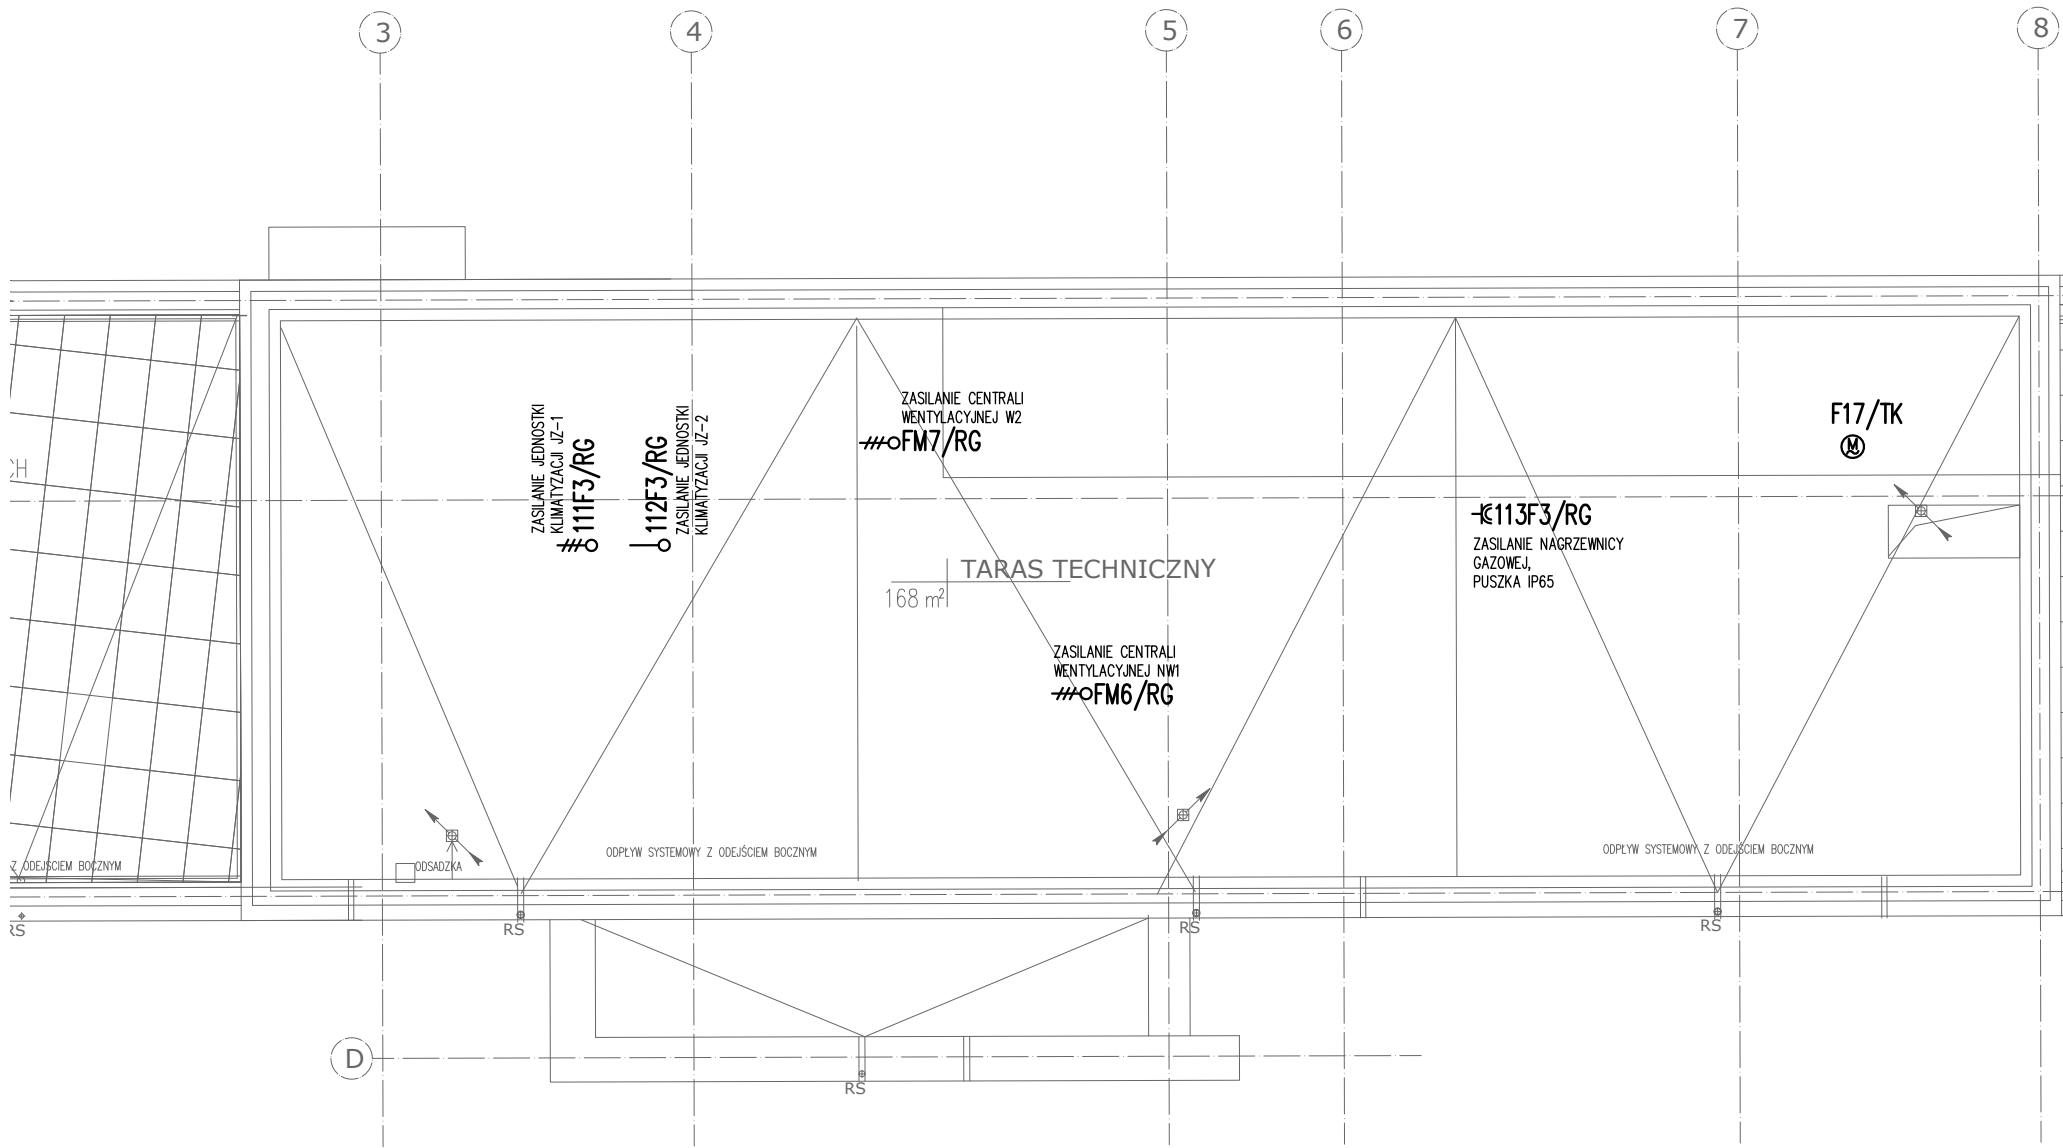 3
4
5
6
7
8
ZASILANIE JEDNOSTKI
KLIMATYZACJI JZ-1
111F3/RG
112F3/RG
ZASILANIE JEDNOSTKI
KLIMATYZACJI JZ-2
ZASILANIE CENTRALI
WENTYLACYJNEJ W2
FM7/RG
F17/TK
M
CH
113F3/RG
ZASILANIE NAGRZEWNICY
GAZOWEJ,
PUSZKA IP65
TARAS TECHNICZNY
168 m²
ZASILANIE CENTRALI
WENTYLACYJNEJ NW1
FM6/RG
Z ODEJŚCIEM BOCZNYM
ODSADZKA
ODPŁYW SYSTEMOWY Z ODEJŚCIEM BOCZNYM
ODPŁYW SYSTEMOWY Z ODEJŚCIEM BOCZNYM
RS
RS
RS
RS
D
RS